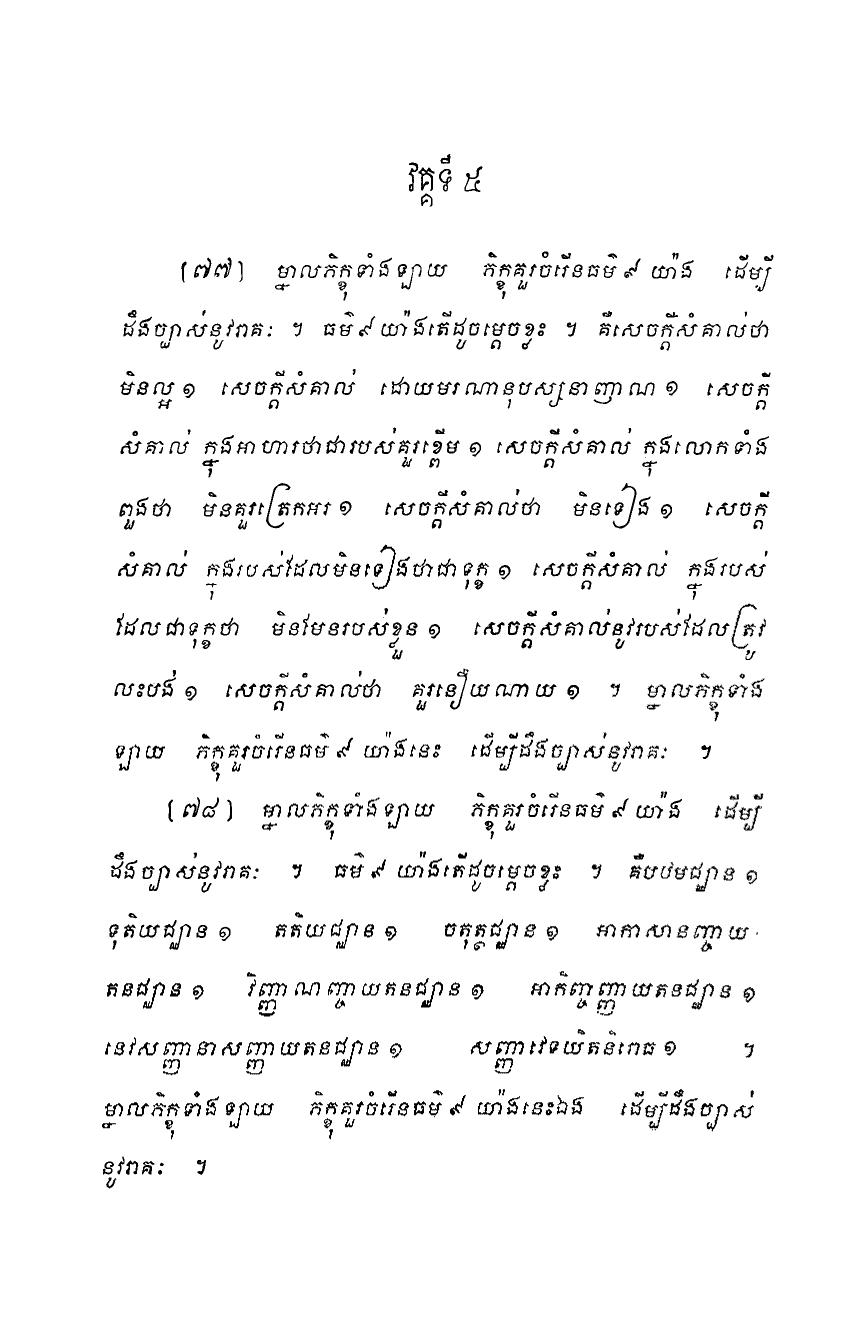 វគ្គទី ៥
(៧៧) ម្នាលភិក្ខុទាំងឡាយ ភិក្ខុគួរចំរើនធម៌ ៩ យ៉ាង ដើម្បី
ដឹងច្បាស់នូវរាគៈ ។ ធម៌ ៩ យ៉ាងតើដូចម្តេចខ្លះ ។ គឺសេចក្តីសំគាល់ថា
មិនល្អ ១ សេចក្តីសំគាល់ ដោយមរណានុបស្សនាញាណ ១ សេចក្តី
សំគាល់ ក្នុងអាហារថាជារបស់គួរខ្ពើម ១ សេចក្តីសំគាល់ ក្នុងលោកទាំង
ពួងថា មិនគួរត្រេកអរ ១ សេចក្តីសំគាល់ថា មិនទៀង ១ សេចក្តី
សំគាល់ ក្នុងរបស់ដែលមិនទៀងថាជាទុក្ខ ១ សេចក្តីសំគាល់ ក្នុងរបស់
ដែលជាទុក្ខថា មិនមែនរបស់ខ្លួន ១ សេចក្តីសំគាល់នូវរបស់ដែលត្រូវ
លះបង់ ១ សេចក្តីសំគាល់ថា គួរនឿយណាយ ១ ។ ម្នាលភិក្ខុទាំង
ឡាយ ភិក្ខុគួរចំរើនធម៌ ៩ យ៉ាងនេះ ដើម្បីដឹងច្បាស់នូវរាគៈ ។
(៧៨) ម្នាលភិក្ខុទាំងឡាយ ភិក្ខុគួរចំរើនធម៌ ៩ យ៉ាង ដើម្បី
ដឹងច្បាស់នូវរាគៈ ។ ធម៌ ៩ យ៉ាងតើដូចម្តេចខ្លះ ។ គឺបឋមជ្ឈាន ១
ទុតិយជ្ឈាន ១ តតិយជ្ឈាន ១ ចតុត្ថជ្ឈាន ១ អាកាសានញ្ចាយ-
តនជ្ឈាន ១ វិញ្ញាណញ្ចាយតនជ្ឈាន ១ អាកិញ្ចញ្ញាយតនជ្ឈាន ១
នេវសញ្ញានាសញ្ញាយតនជ្ឈាន ១ សញ្ញាវេទយិតនិរោធ ១ ។
ម្នាលភិក្ខុទាំងឡាយ ភិក្ខុគួរចំរើនធម៌ ៩ យ៉ាងនេះឯង ដើម្បីដឹងច្បាស់
នូវរាគៈ ។